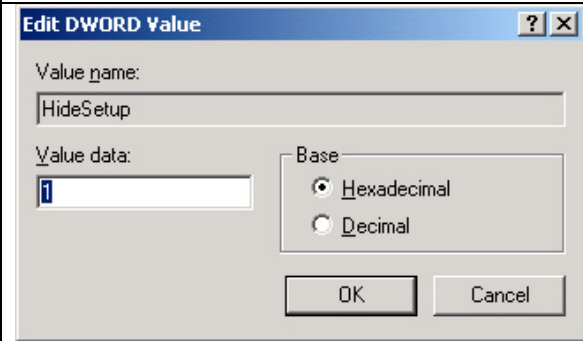 Edit DWORD Value
Value name:
HideSetup
Value data:
1
Base
Hexadecimal
Decimal
OK
Cancel